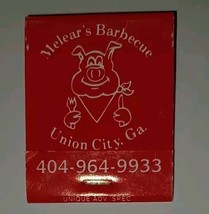 Melear's Barbecue
Union City, Ga.
404-964-9933
UNIQUE ADV. SPEC.